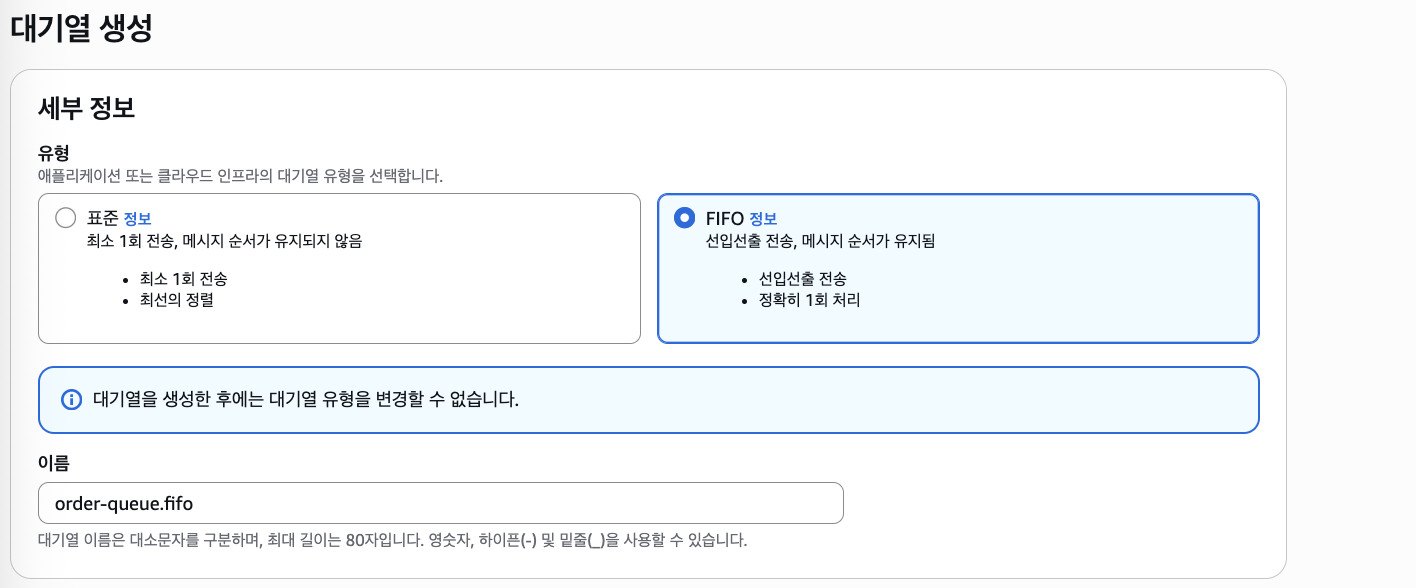 대기열 생성
세부 정보
유형
애플리케이션 또는 클라우드 인프라의 대기열 유형을 선택합니다.
표준 정보
최소 1회 전송, 메시지 순서가 유지되지 않음
• 최소 1회 전송
• 최선의 정렬
FIFO 정보
선입선출 전송, 메시지 순서가 유지됨
• 선입선출 전송
• 정확히 1회 처리
대기열을 생성한 후에는 대기열 유형을 변경할 수 없습니다.
이름
order-queue.fifo
대기열 이름은 대소문자를 구분하며, 최대 길이는 80자입니다. 영숫자, 하이픈(-) 및 밑줄(_)을 사용할 수 있습니다.